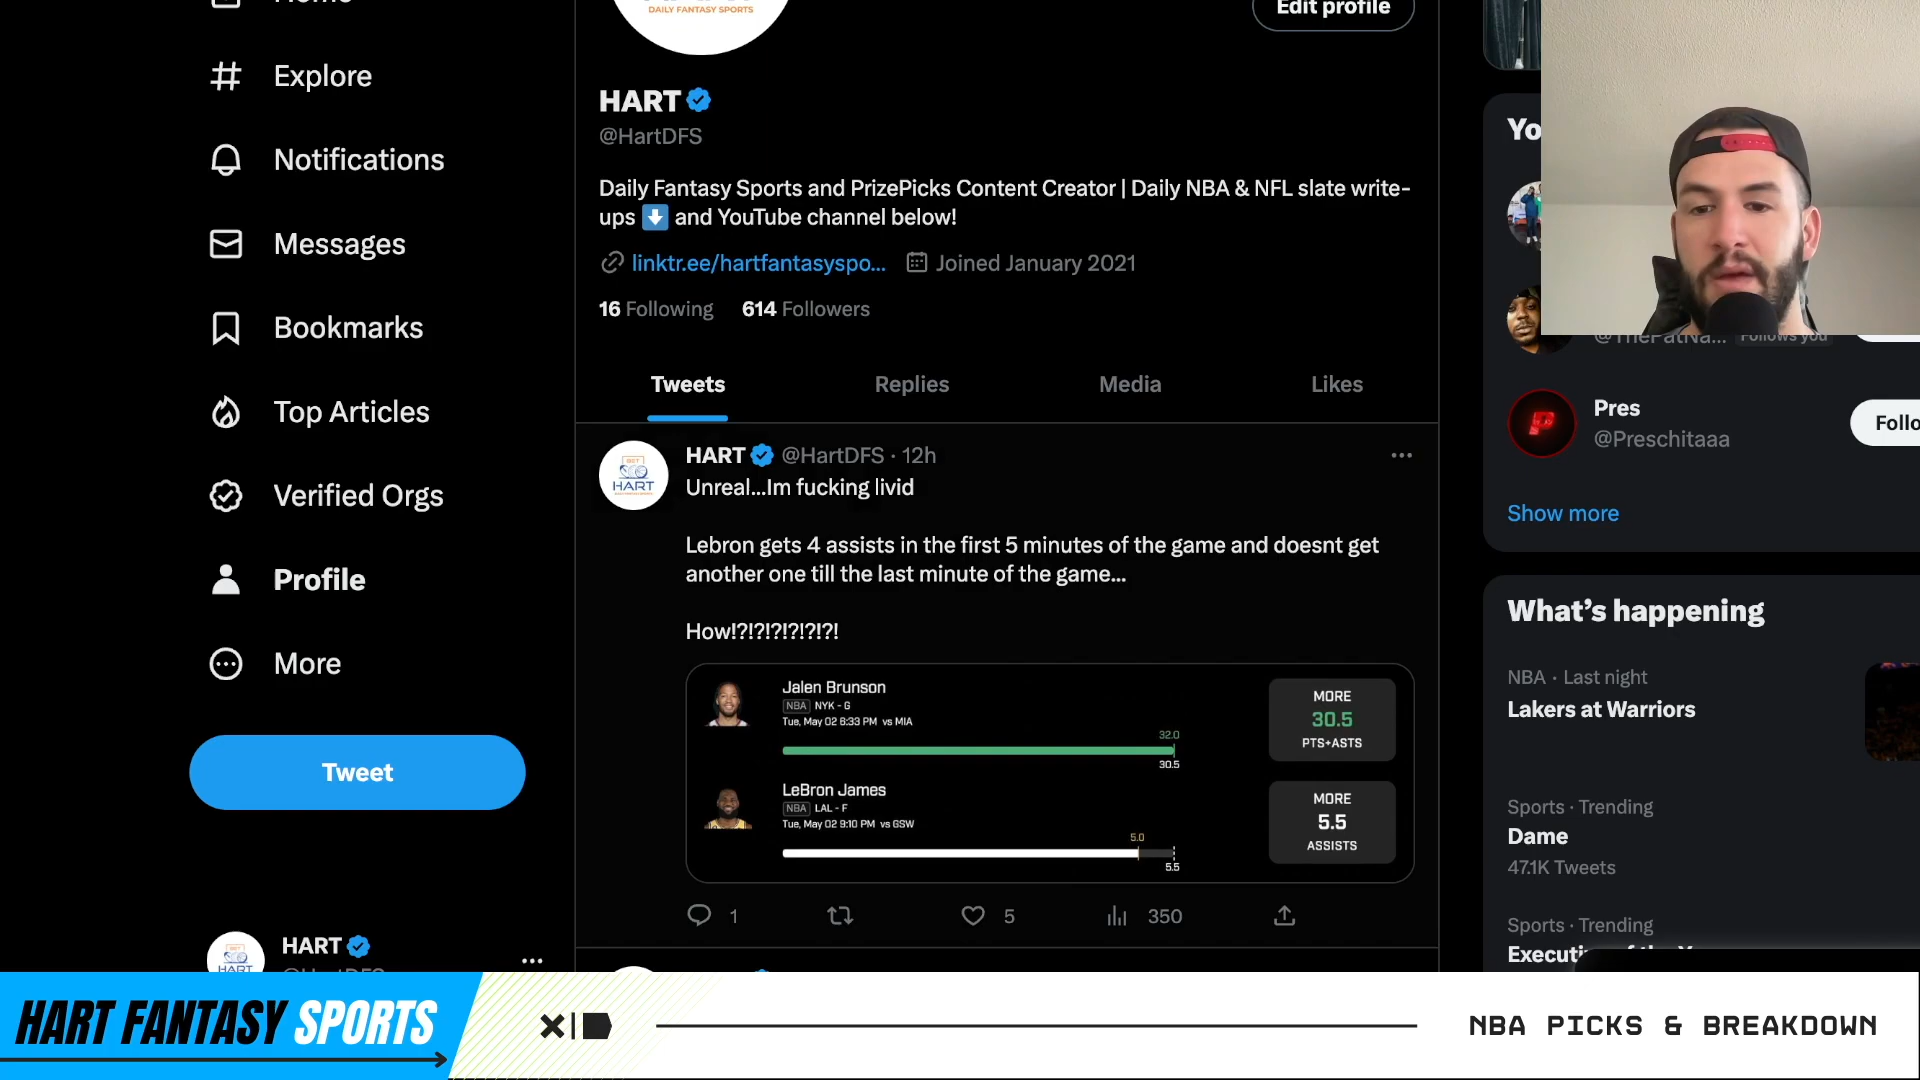 Explore
Notifications
Messages
Bookmarks
Top Articles
Verified Orgs
Profile
More
Tweet
HART
DAILY FANTASY SPORTS
Edit profile
HART
@HartDFS
Daily Fantasy Sports and PrizePicks Content Creator | Daily NBA & NFL slate write-
ups ⬇️ and YouTube channel below!
linktr.ee/hartfantasyspo... Joined January 2021
16 Following 614 Followers
Tweets Replies Media Likes
HART @HartDFS · 12h
Unreal...Im fucking livid
Lebron gets 4 assists in the first 5 minutes of the game and doesnt get
another one till the last minute of the game...
How!?!?!?!?!?!?!
HART
Jalen Brunson
NBA NYK - G
Tue, May 02 6:33 PM vs MIA
32.0
30.5
MORE
30.5
PTS+ASTS
LeBron James
NBA LAL - F
Tue, May 02 9:10 PM vs GSW
5.0
5.5
MORE
5.5
ASSISTS
1 5 350
Yo
@ThePatNa... Follows you
Pres
@Preschitaaa
Follo
Show more
What's happening
NBA · Last night
Lakers at Warriors
Sports · Trending
Dame
47.1K Tweets
Sports · Trending
HART FANTASY SPORTS
NBA PICKS & BREAKDOWN